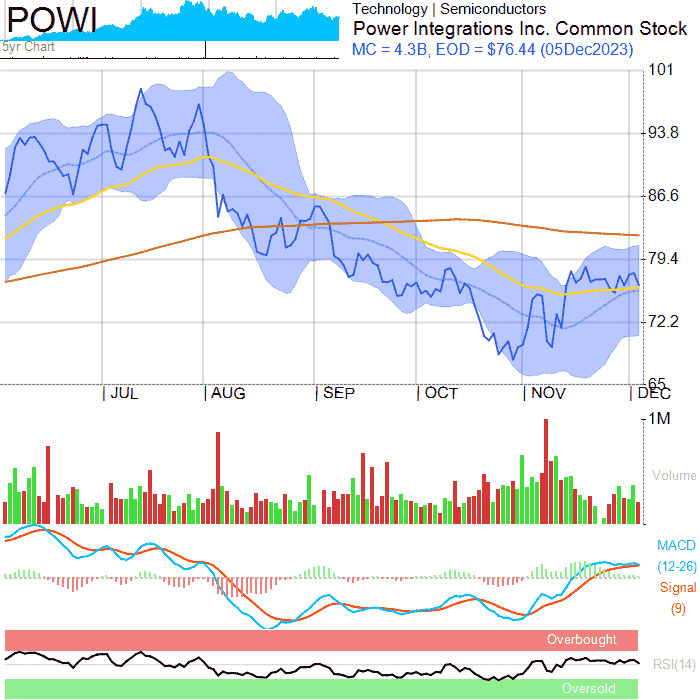 POWI
5yr Chart
Technology | Semiconductors
Power Integrations Inc. Common Stock
MC = 4.3B, EOD = $76.44 (05Dec2023)
101
93.8
86.6
79.4
72.2
65
JUL
AUG
SEP
OCT
NOV
DEC
1M
Volume
MACD
(12-26)
Signal
(9)
Overbought
RSI(14)
Oversold